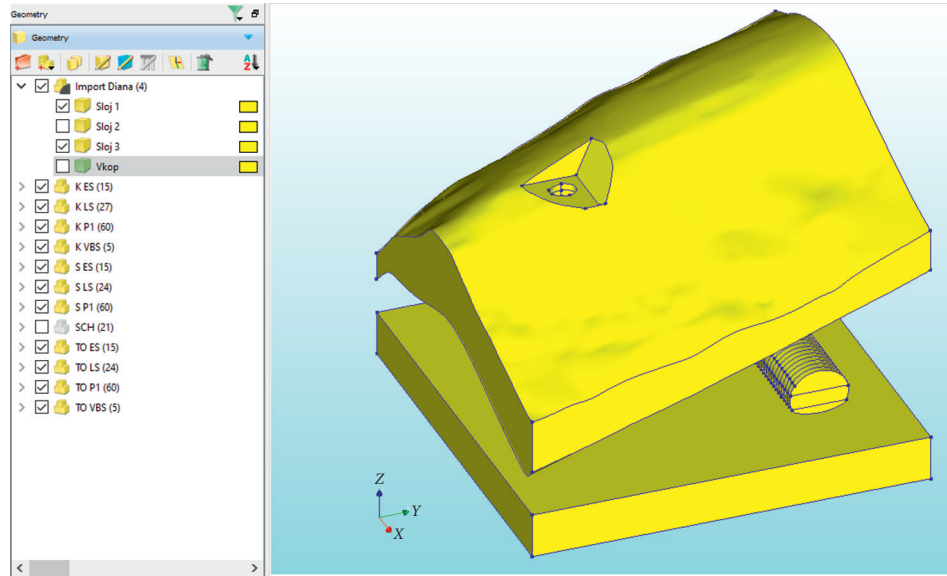 Geometry
Geometry
Import Diana (4)
Sloj 1
Sloj 2
Sloj 3
Vkop
K ES (15)
K LS (27)
K P1 (60)
K VBS (5)
S ES (15)
S LS (24)
S P1 (60)
SCH (21)
TO ES (15)
TO LS (24)
TO P1 (60)
TO VBS (5)
Z
Y
X